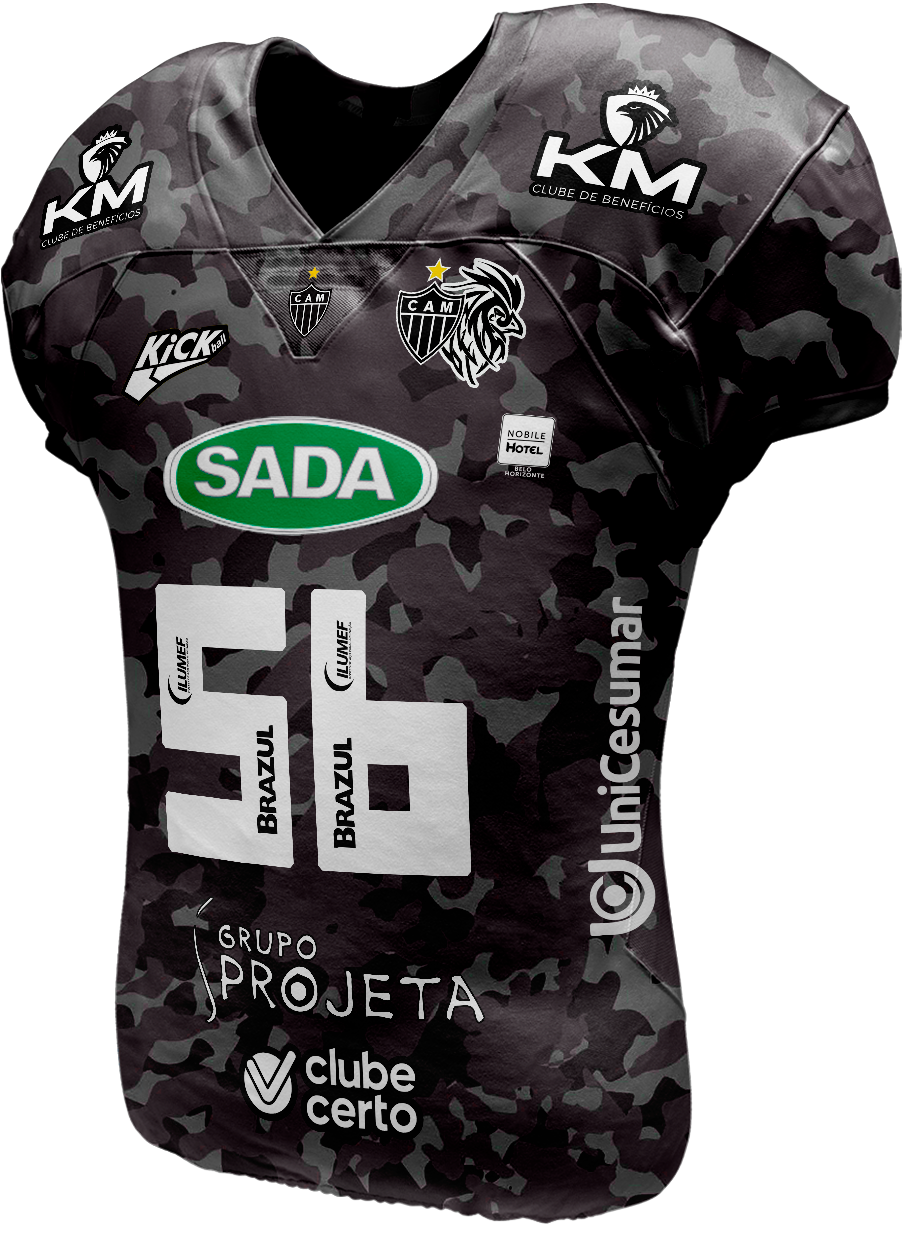 KM
CLUBE DE BENEFÍCIOS
KM
CLUBE DE BENEFÍCIOS
CAM
CAM
KiCK
ball
NOBILE
HOTEL
BELO
HORIZONTE
SADA
56
ILUMEF
ILUMEF
BRAZUL
BRAZUL
UniCesumar
GRUPO
PROJETA
clube
certo